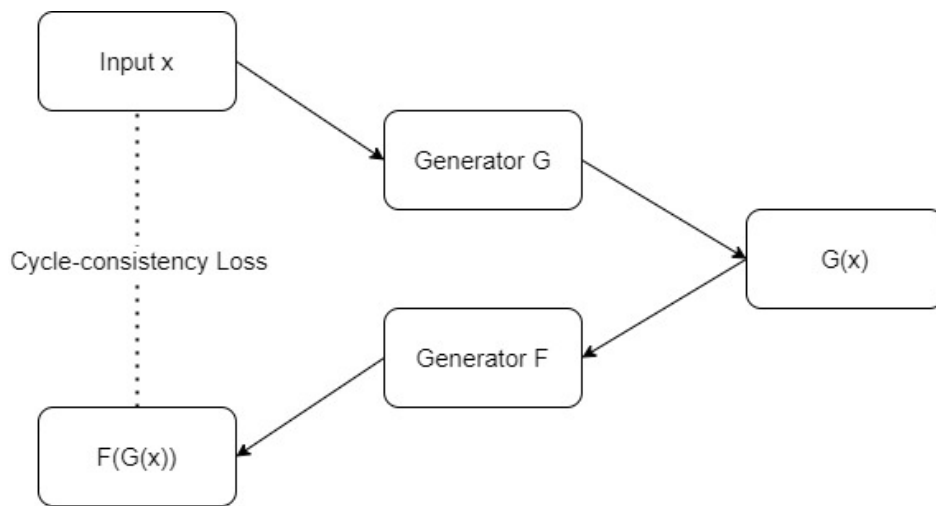 Input x
Generator G
G(x)
Cycle-consistency Loss
Generator F
F(G(x))